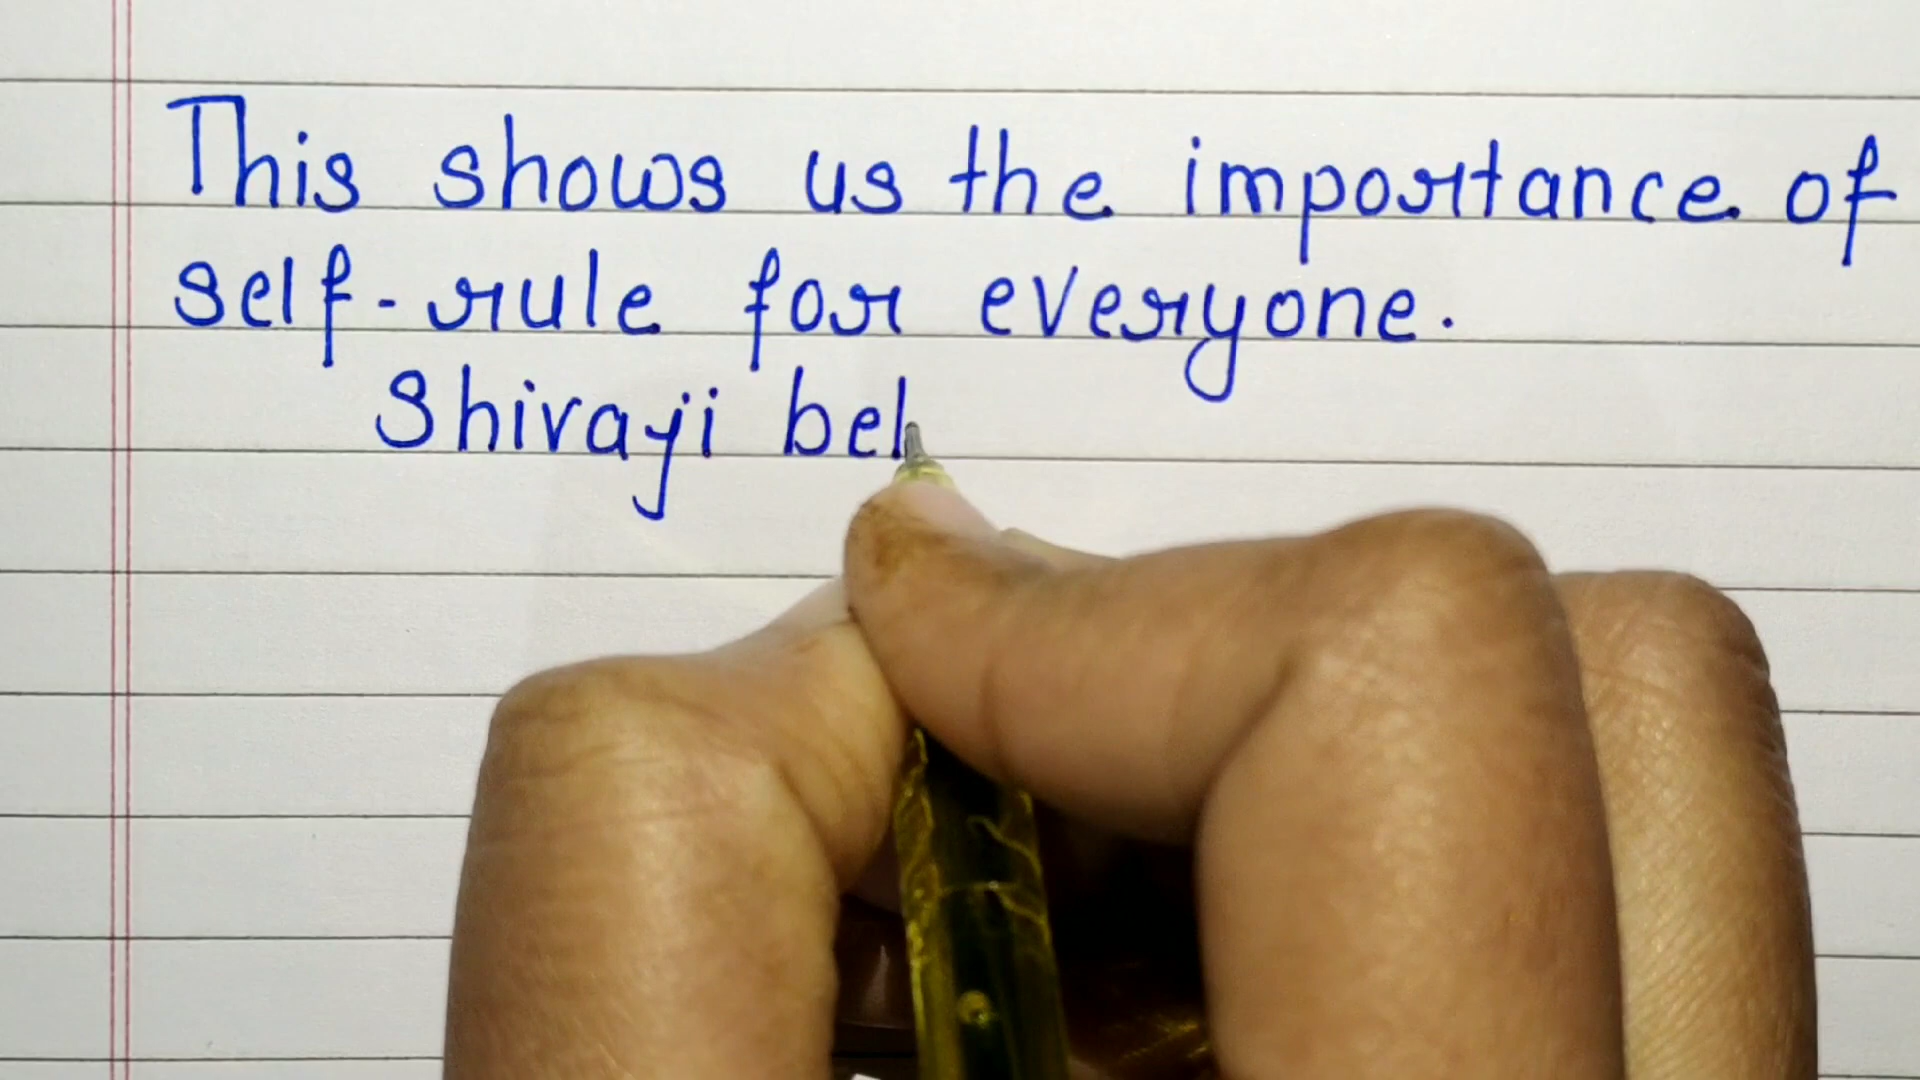 This shows us the importance of
self-rule for everyone.
Shivaji bel